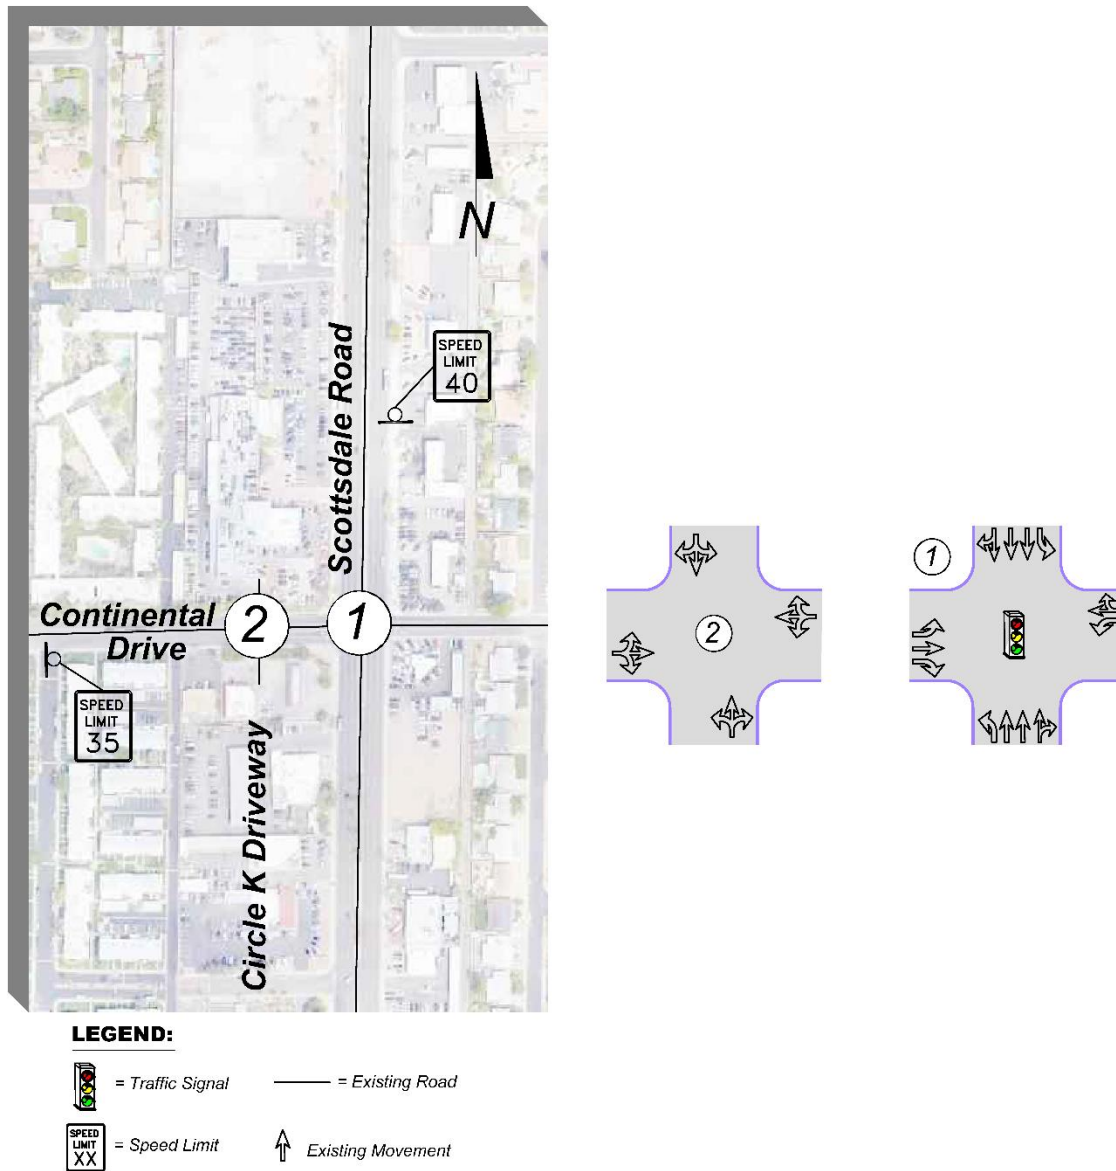 N
SPEED
LIMIT
40
Scottsdale Road
Continental
Drive
2
1
SPEED
LIMIT
35
Circle K Driveway
2
1
LEGEND:
= Traffic Signal
= Existing Road
SPEED
LIMIT
XX
= Speed Limit
Existing Movement